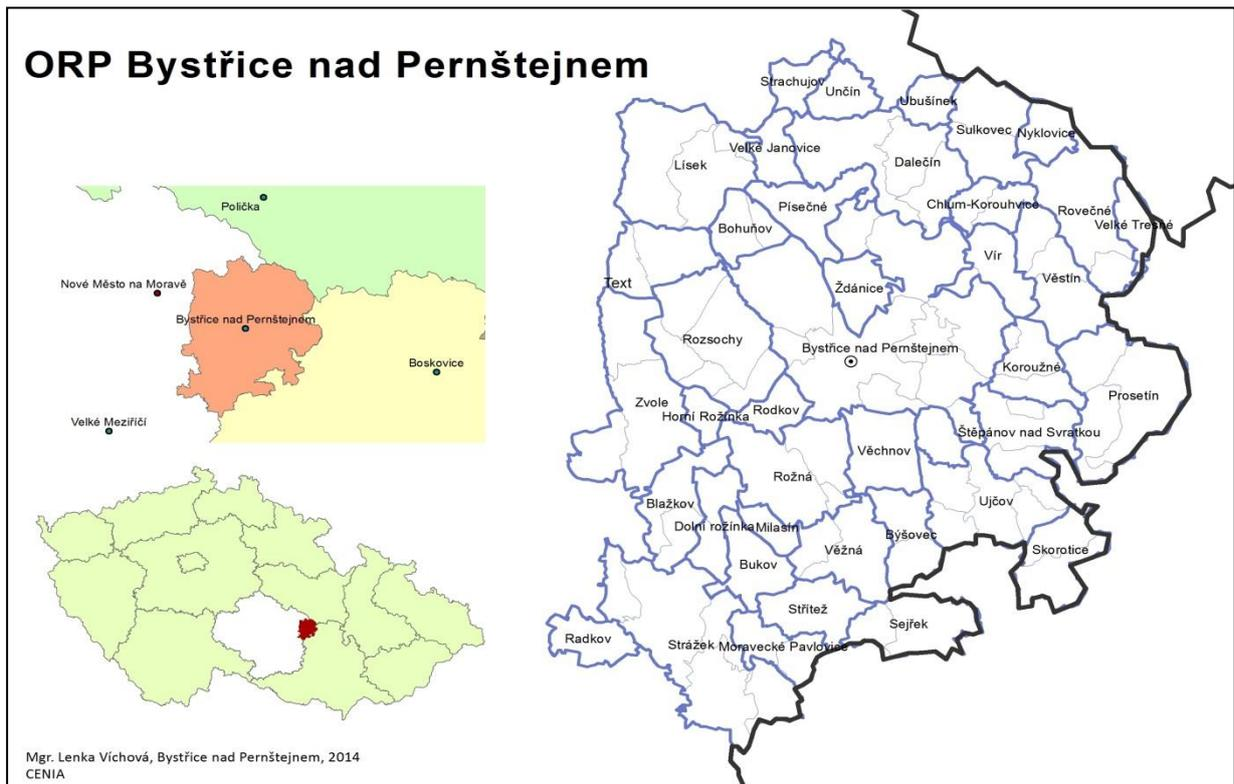 ORP Bystřice nad Pernštejnem
Polička
Nové Město na Moravě
Bystřice nad Pernštejnem
Boskovice
Velké Meziříčí
Strachujov
Unčín
Ubušínek
Sulkovec
Nyklovice
Velké Janovice
Lísek
Dalečín
Písečné
Chlum-Korouhvice
Rovečné
Velké Tresné
Bohuňov
Vír
Věstín
Text
Ždánice
Rozsochy
Bystřice nad Pernštejnem
Koroužné
Prosetín
Zvole
Horní Rožínka
Rodkov
Štěpánov nad Svratkou
Věchnov
Rožná
Blažkov
Ujčov
Dolní rožínka
Milasín
Býšovec
Věžná
Skorotice
Bukov
Střítež
Sejřek
Radkov
Strážek
Moravecké Pavlovice
Mgr. Lenka Víchová, Bystřice nad Pernštejnem, 2014
CENIA